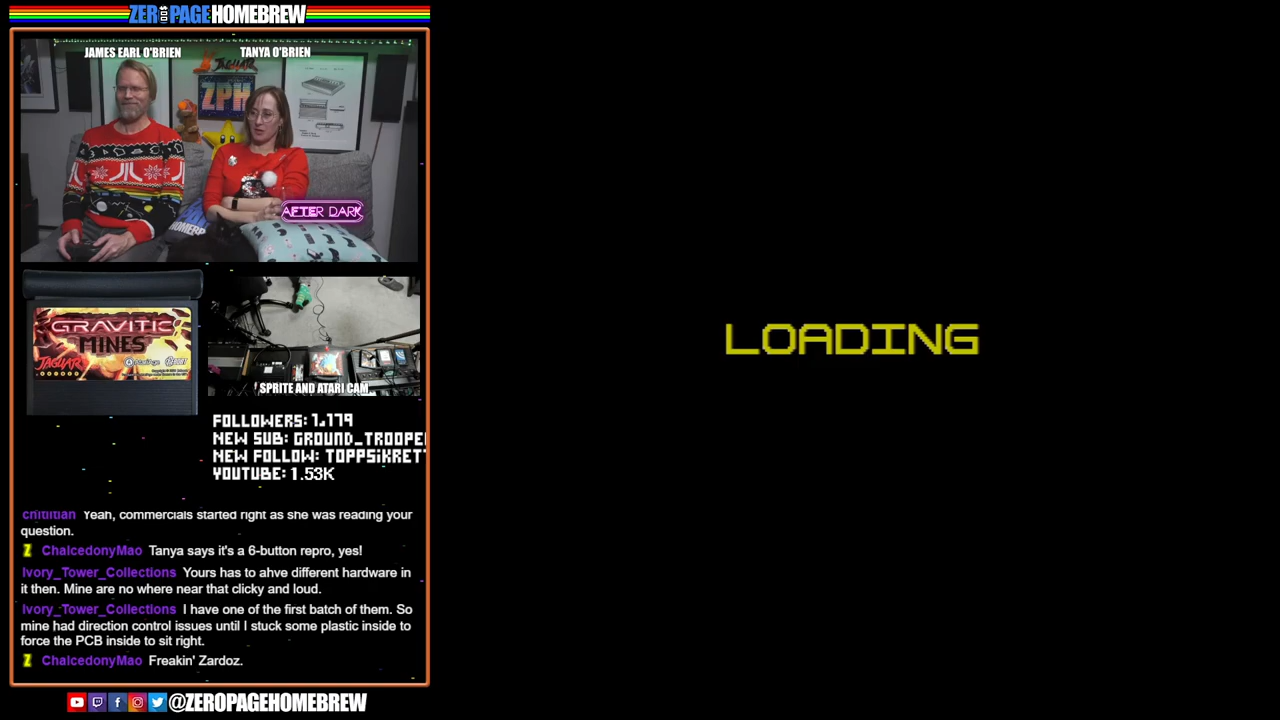 ZEROPAGE HOMEBREW
JAMES EARL O'BRIEN
TANYA O'BRIEN
JAGUAR
ZPH
AFTER DARK
GRAVITIC
MINES
JAGUAR
SPRITE AND ATARI CAM
FOLLOWERS: 1,179
NEW SUB: GROUND_TROOPE
NEW FOLLOW: TOPPSIKRET
YOUTUBE: 1.53K
LOADING
chititian Yeah, commercials started right as she was reading your
question.
Z ChalcedonyMao Tanya says it's a 6-button repro, yes!
Ivory_Tower_Collections Yours has to ahve different hardware in
it then. Mine are no where near that clicky and loud.
Ivory_Tower_Collections I have one of the first batch of them. So
mine had direction control issues until I stuck some plastic inside to
force the PCB inside to sit right.
Z ChalcedonyMao Freakin' Zardoz.
@ZEROPAGEHOMEBREW